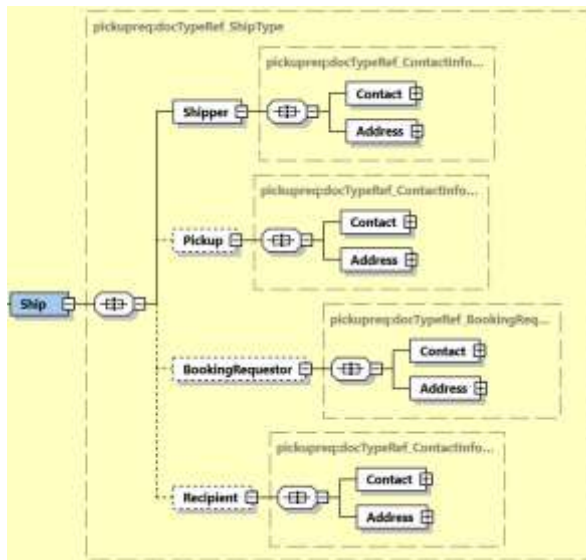 pickupreq:docTypeRef_ShipType
pickupreq:docTypeRef_ContactInfo...
Shipper
Contact
Address
pickupreq:docTypeRef_ContactInfo...
Pickup
Contact
Address
Ship
pickupreq:docTypeRef_BookingReq...
BookingRequestor
Contact
Address
pickupreq:docTypeRef_ContactInfo...
Recipient
Contact
Address